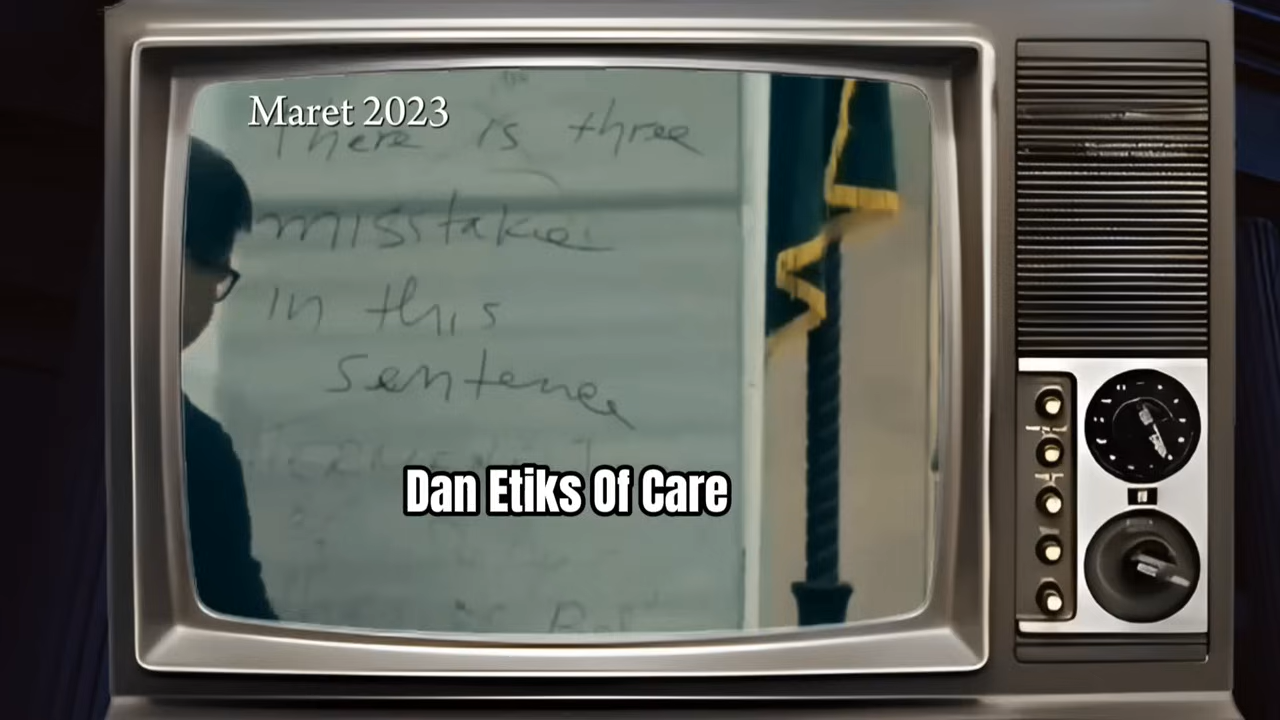 Maret 2023
There is three
misstake
in this
sentence
Dan Etiks Of Care